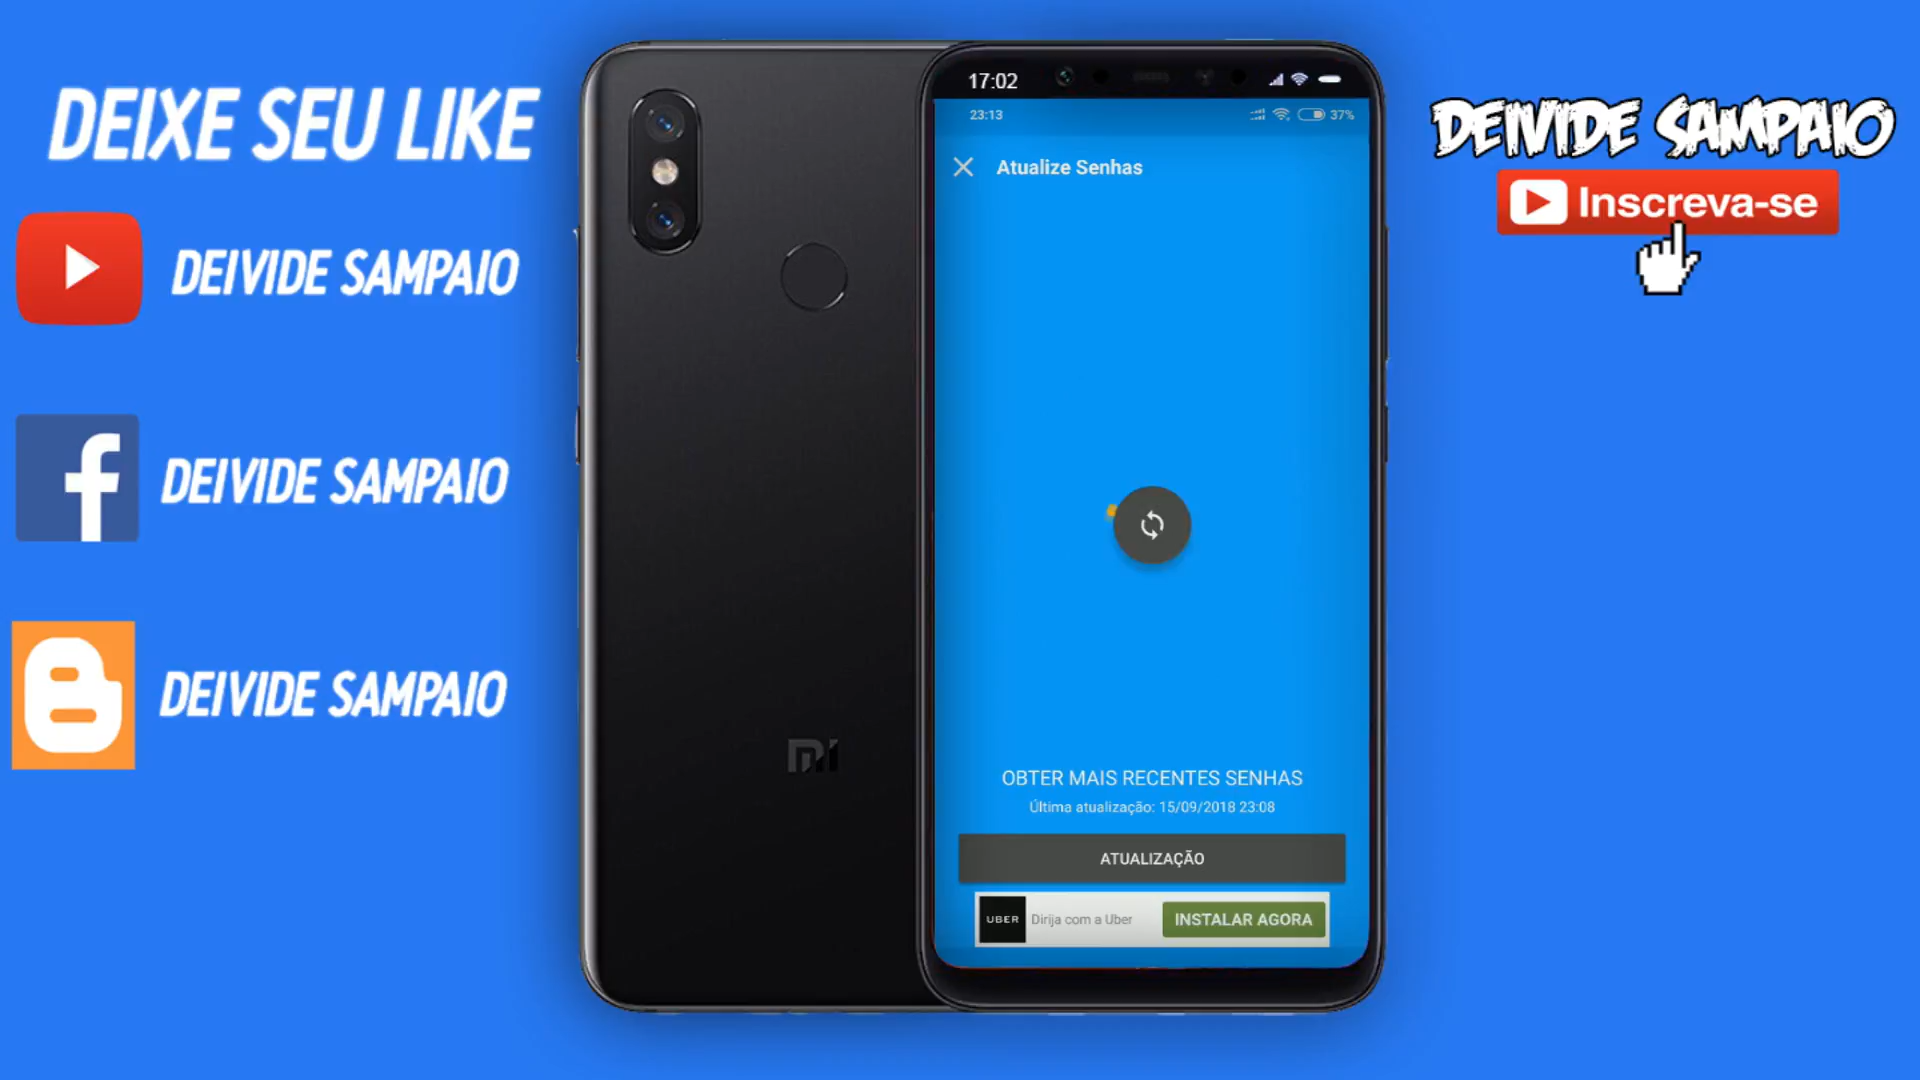 DEIXE SEU LIKE
DEIVIDE SAMPAIO
DEIVIDE SAMPAIO
DEIVIDE SAMPAIO
mi
17:02
23:13
37%
Atualize Senhas
OBTER MAIS RECENTES SENHAS
Última atualização: 15/09/2018 23:08
ATUALIZAÇÃO
UBER
Dirija com a Uber
INSTALAR AGORA
DEIVIDE SAMPAIO
Inscreva-se